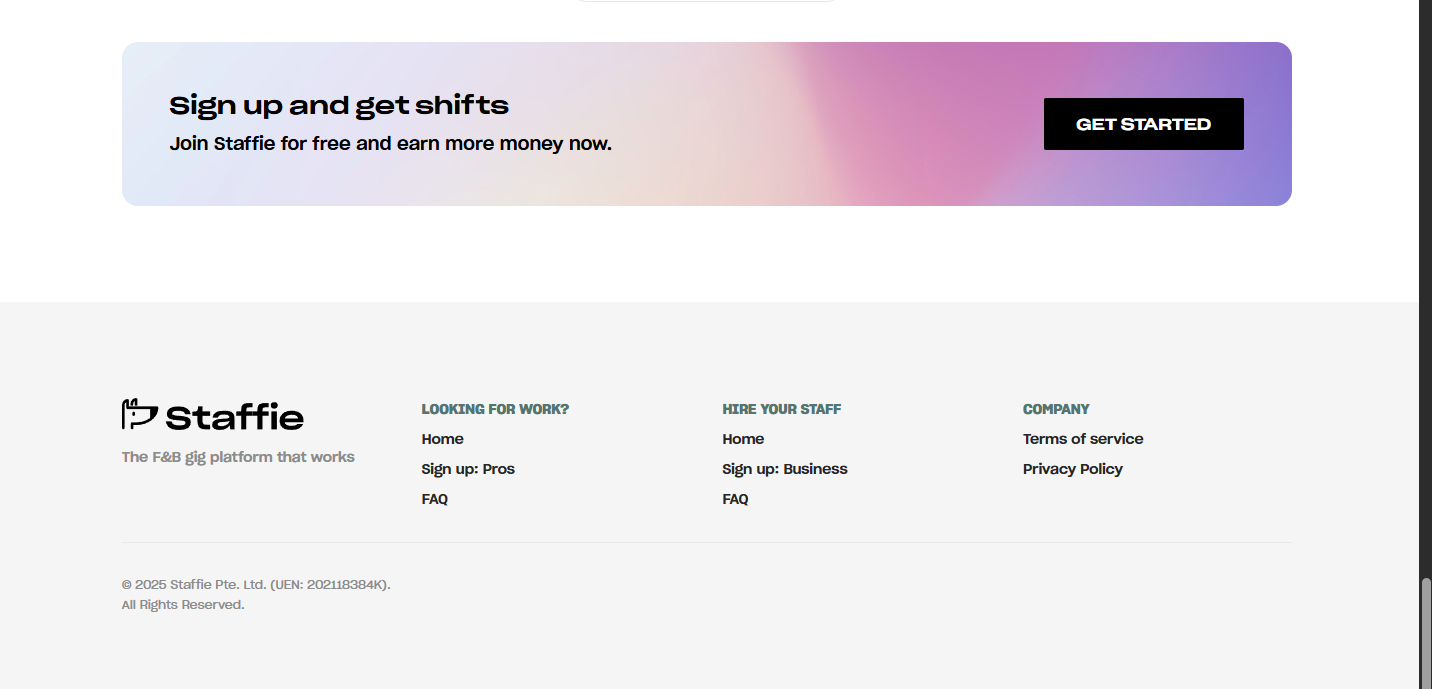 Sign up and get shifts
Join Staffie for free and earn more money now.
GET STARTED
Staffie
The F&B gig platform that works
LOOKING FOR WORK?
Home
Sign up: Pros
FAQ
HIRE YOUR STAFF
Home
Sign up: Business
FAQ
COMPANY
Terms of service
Privacy Policy
© 2025 Staffie Pte. Ltd. (UEN: 202118384K).
All Rights Reserved.